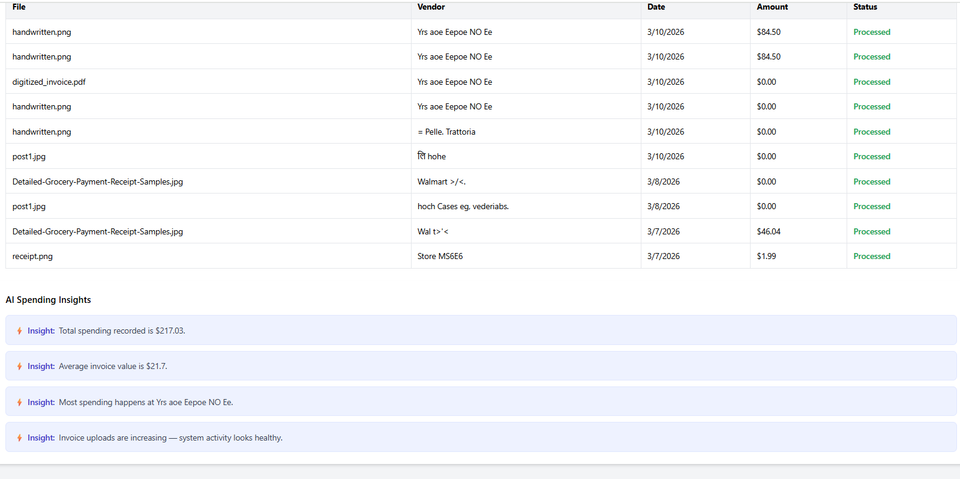 File Vendor Date Amount Status
handwritten.png Yrs aoe Eepoe NO Ee 3/10/2026 $84.50 Processed
handwritten.png Yrs aoe Eepoe NO Ee 3/10/2026 $84.50 Processed
digitized_invoice.pdf Yrs aoe Eepoe NO Ee 3/10/2026 $0.00 Processed
handwritten.png Yrs aoe Eepoe NO Ee 3/10/2026 $0.00 Processed
handwritten.png = Pelle. Trattoria 3/10/2026 $0.00 Processed
post1.jpg hohe 3/10/2026 $0.00 Processed
Detailed-Grocery-Payment-Receipt-Samples.jpg Walmart >/<. 3/8/2026 $0.00 Processed
post1.jpg hoch Cases eg. vederiabs. 3/8/2026 $0.00 Processed
Detailed-Grocery-Payment-Receipt-Samples.jpg Wal t>'< 3/7/2026 $46.04 Processed
receipt.png Store MS6E6 3/7/2026 $1.99 Processed
AI Spending Insights
Insight: Total spending recorded is $217.03.
Insight: Average invoice value is $21.7.
Insight: Most spending happens at Yrs aoe Eepoe NO Ee.
Insight: Invoice uploads are increasing — system activity looks healthy.